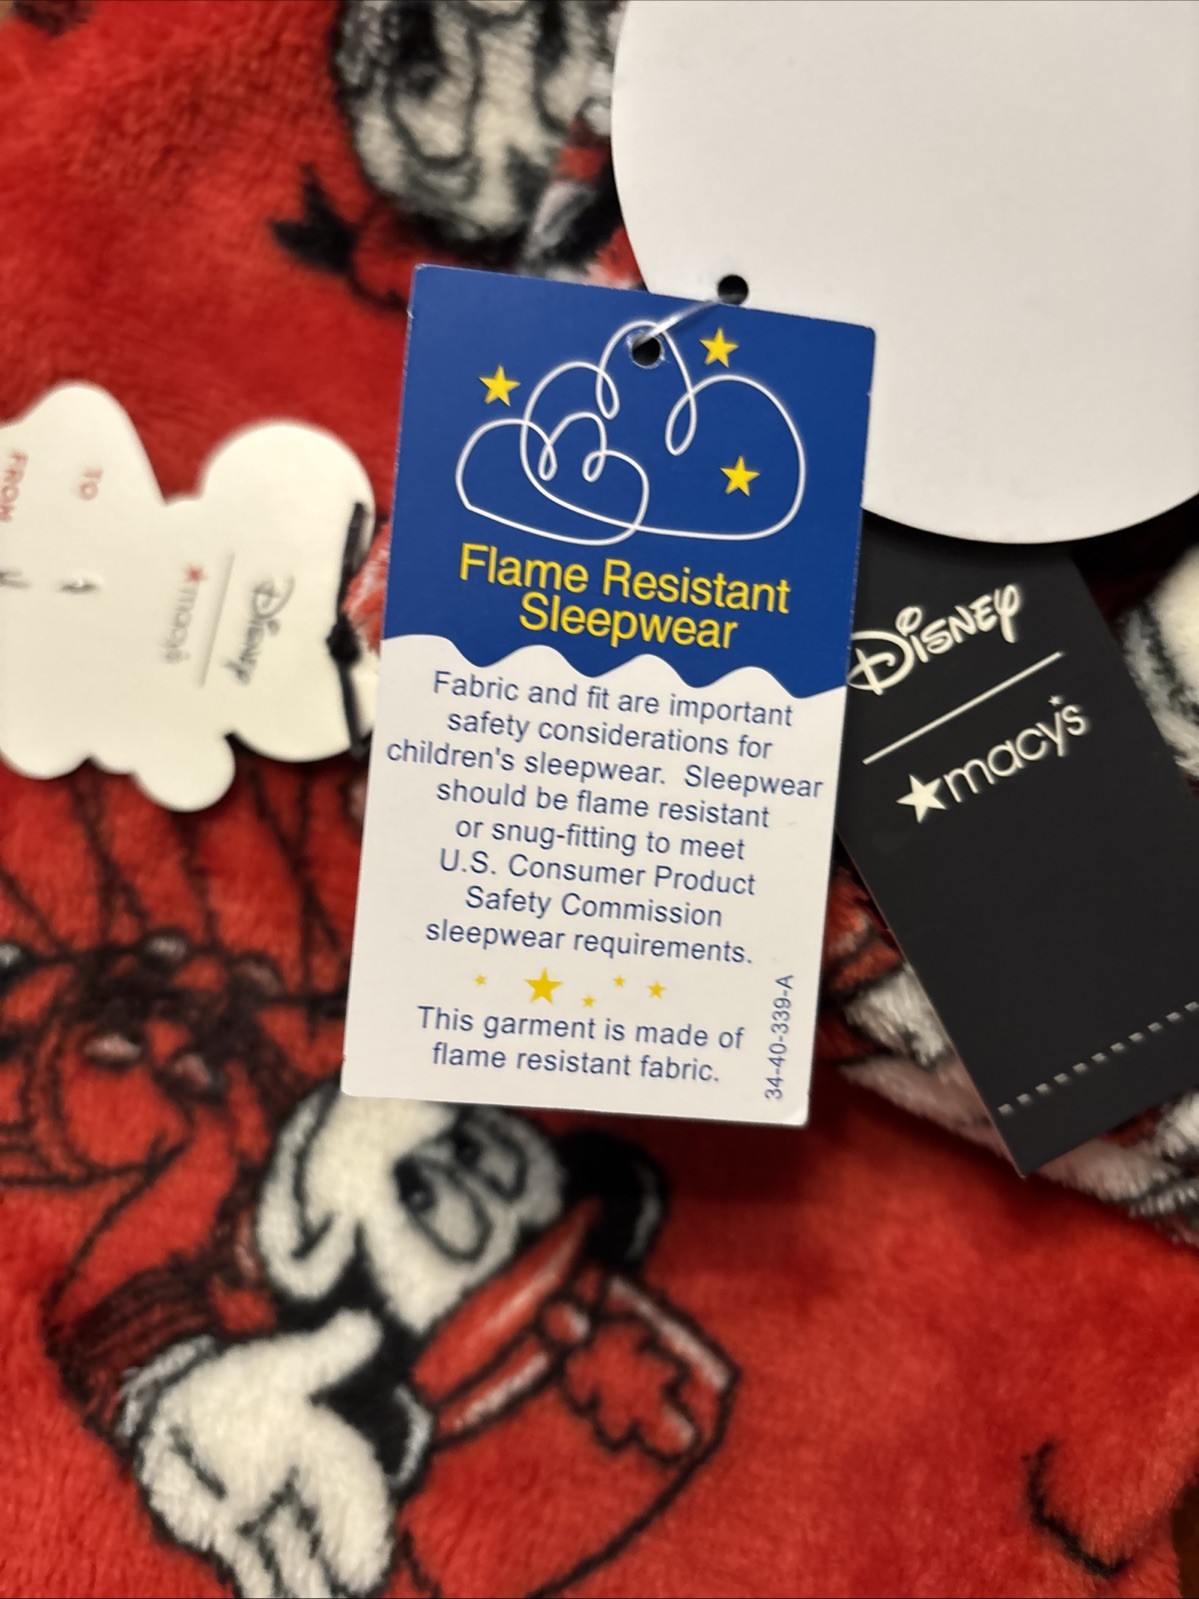 Flame Resistant
Sleepwear
Fabric and fit are important
safety considerations for
children's sleepwear.  Sleepwear
should be flame resistant
or snug-fitting to meet
U.S. Consumer Product
Safety Commission
sleepwear requirements.
This garment is made of
flame resistant fabric.
34-40-339-A
Disney
macy's
TO
FROM
Disney
macy's